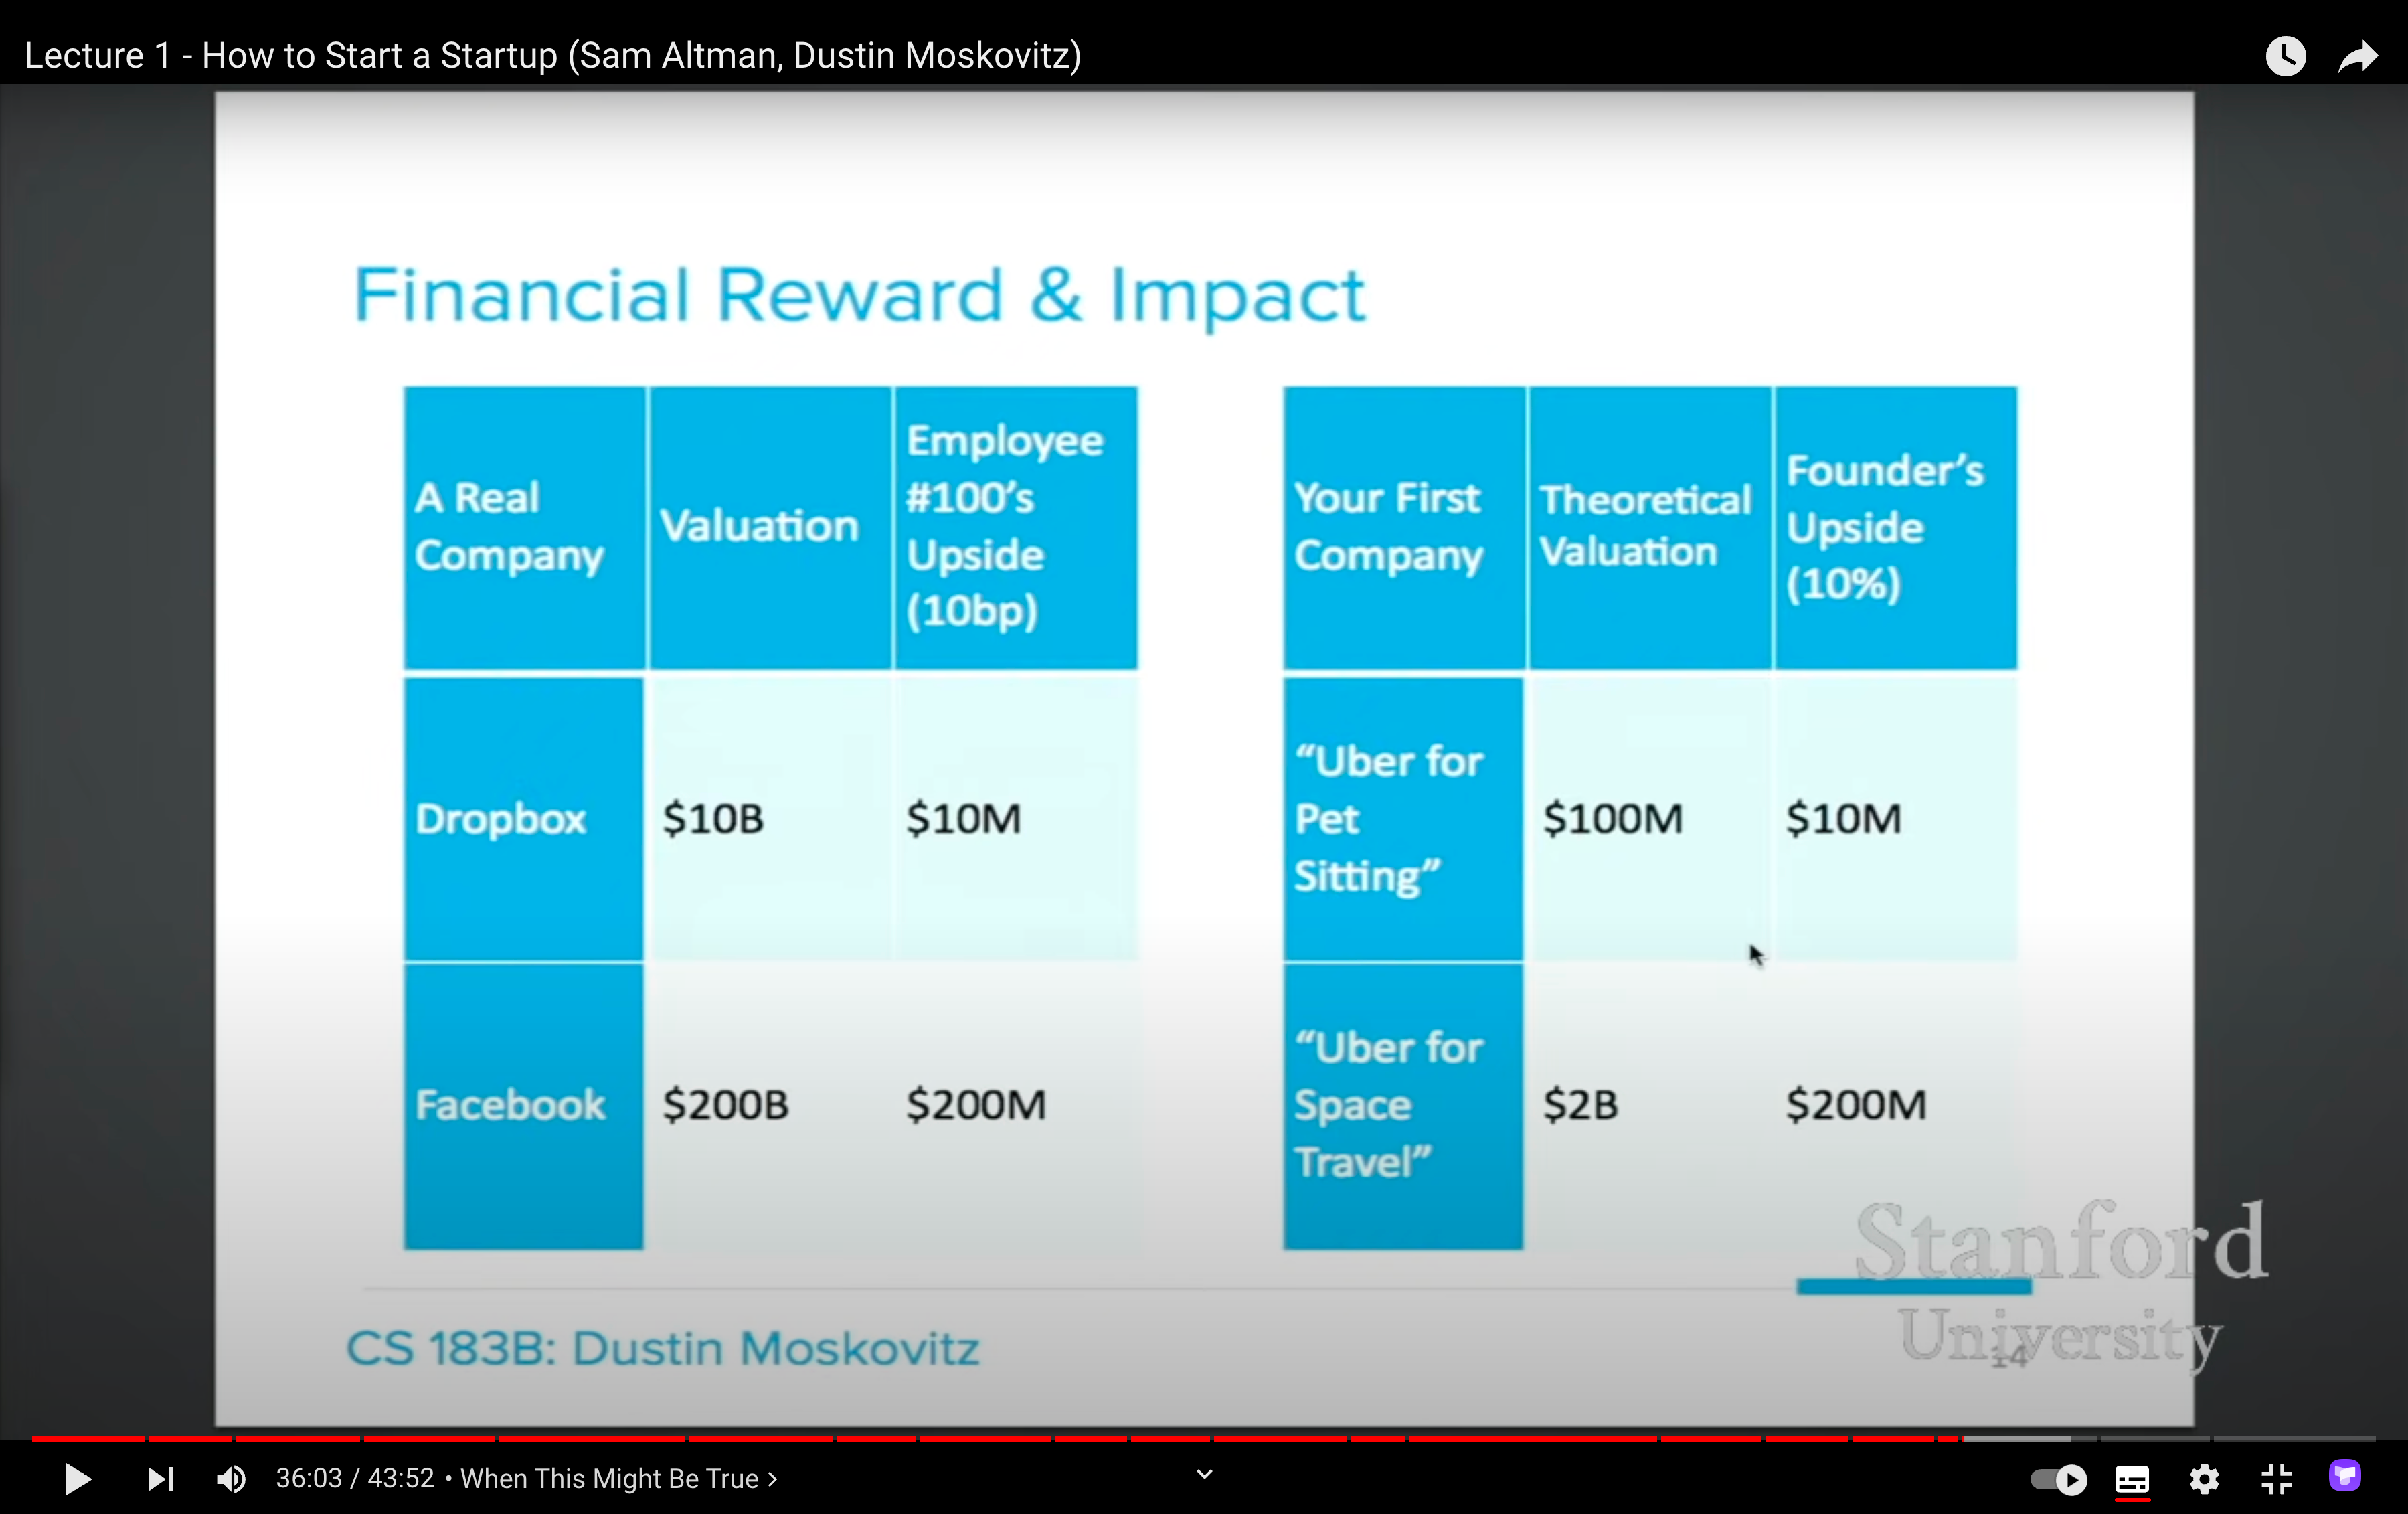 Lecture 1 - How to Start a Startup (Sam Altman, Dustin Moskovitz)
Financial Reward & Impact
A Real
Company
Valuation
Employee
#100’s
Upside
(10bp)
Dropbox
$10B
$10M
Facebook
$200B
$200M
Your First
Company
Theoretical
Valuation
Founder’s
Upside
(10%)
“Uber for
Pet
Sitting”
$100M
$10M
“Uber for
Space
Travel”
$2B
$200M
CS 183B: Dustin Moskovitz
14
Stanford
University
36:03 / 43:52 • When This Might Be True >